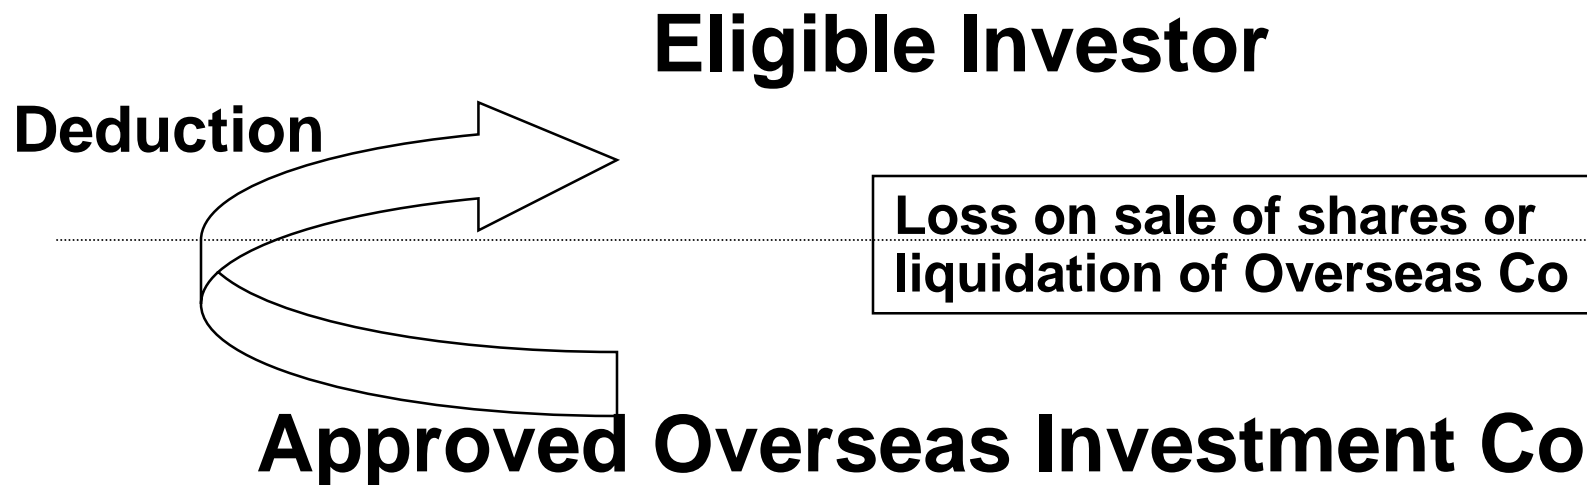 Eligible Investor
Deduction
Loss on sale of shares or
liquidation of Overseas Co
Approved Overseas Investment Co